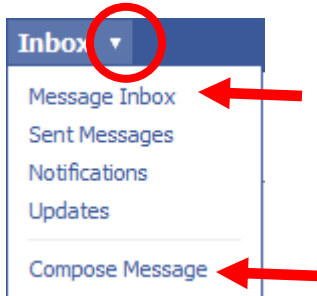 Inbox
Message Inbox
Sent Messages
Notifications
Updates
Compose Message